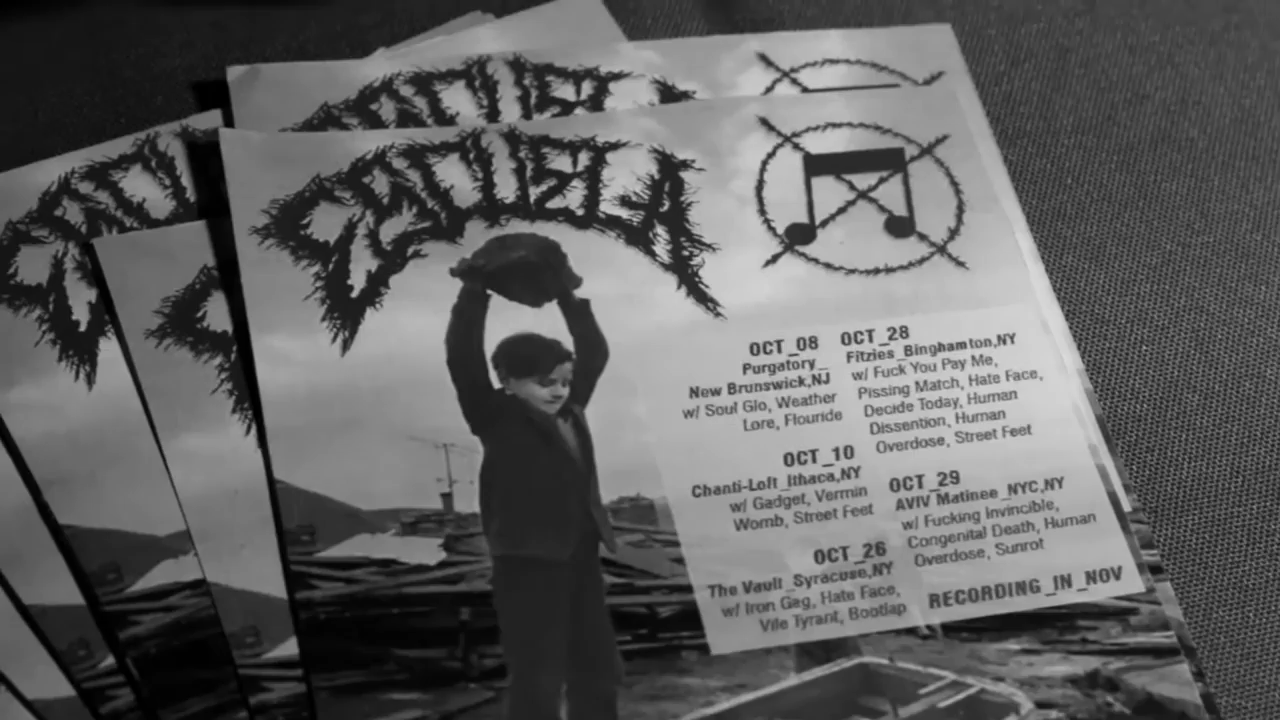 ESCUELA
OCT_08
Purgatory_
New Brunswick,NJ
w/ Soul Glo, Weather
Lore, Flouride
OCT_10
Chanti-Loft_Ithaca,NY
w/ Gadget, Vermin
Womb, Street Feet
OCT_26
The Vault_Syracuse,NY
w/ Iron Gag, Hate Face,
Vile Tyrant, Bootlap
OCT_28
Fitzies_Binghamton,NY
w/ Fuck You Pay Me,
Pissing Match, Hate Face,
Decide Today, Human
Dissention, Human
Overdose, Street Feet
OCT_29
AVIV Matinee_NYC,NY
w/ Fucking Invincible,
Congenital Death, Human
Overdose, Sunrot
RECORDING_IN_NOV